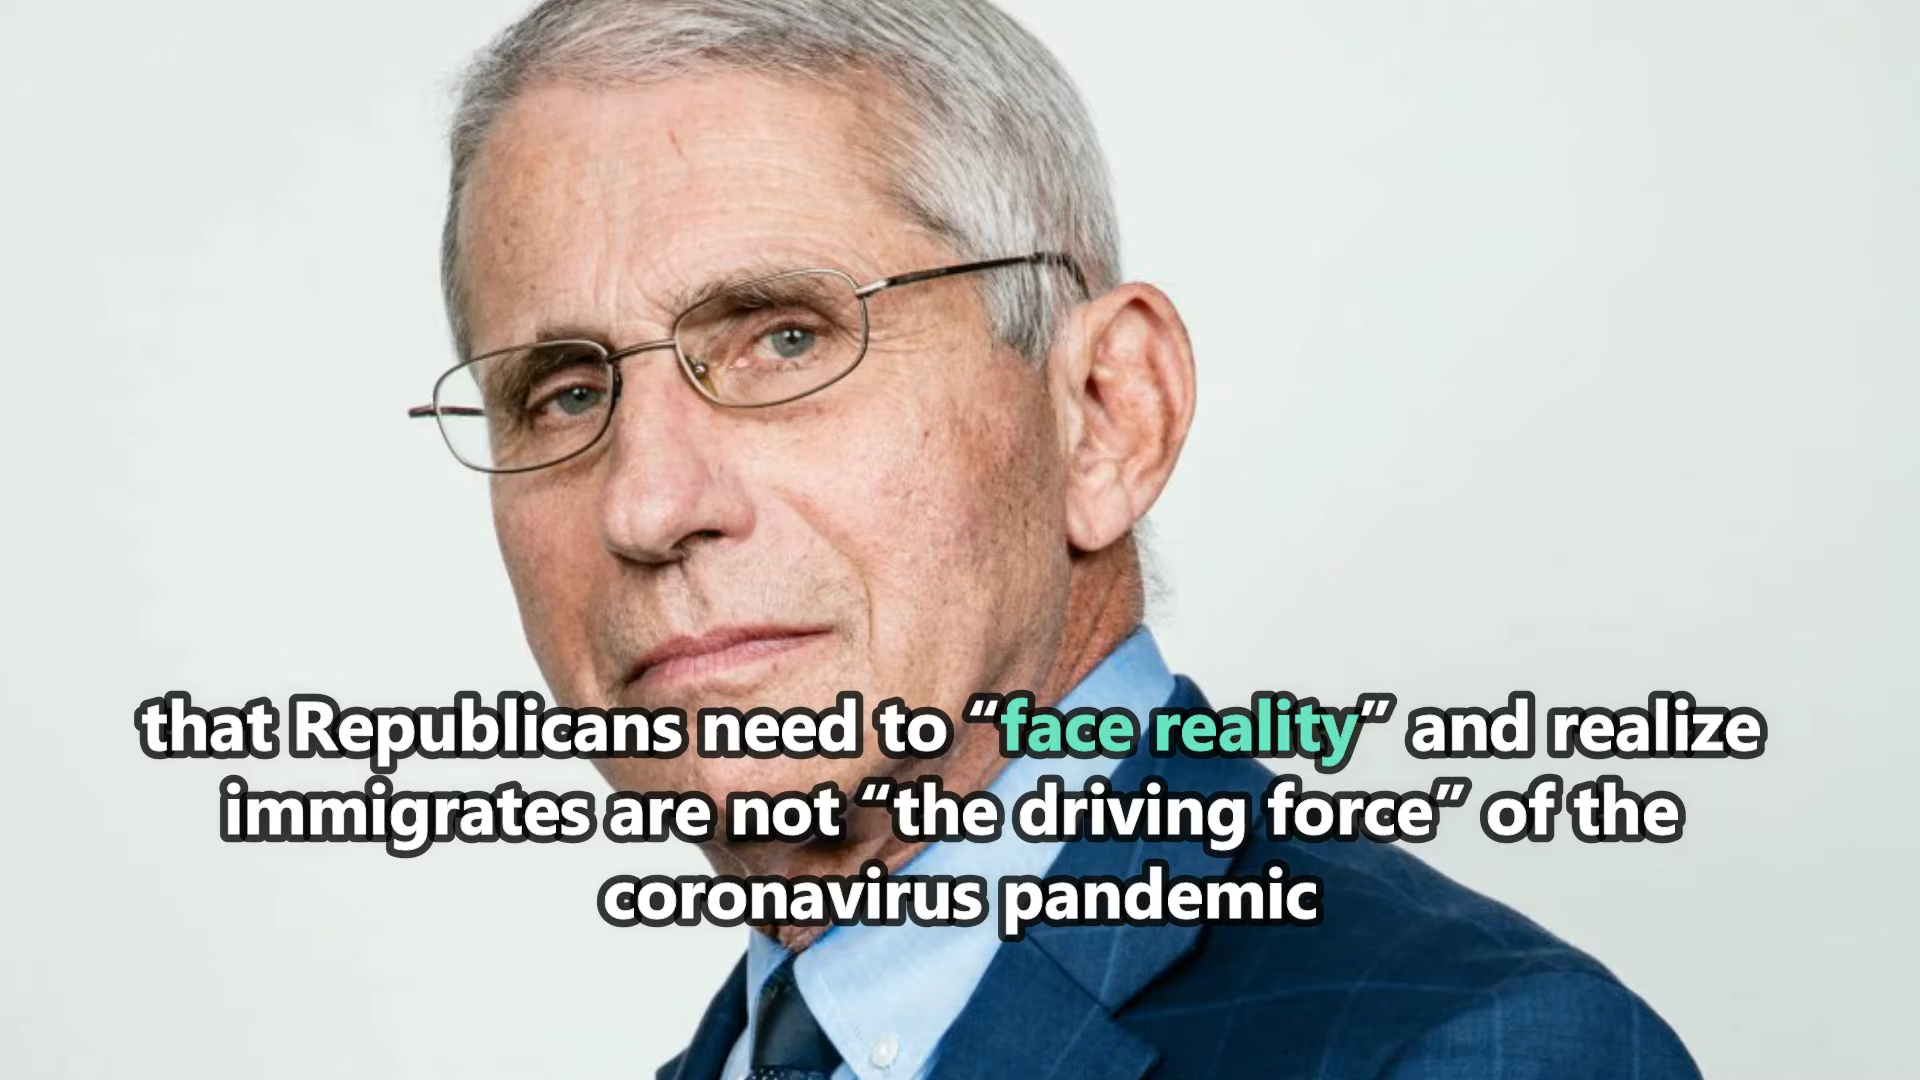 that Republicans need to “face reality” and realize
immigrates are not “the driving force” of the
coronavirus pandemic